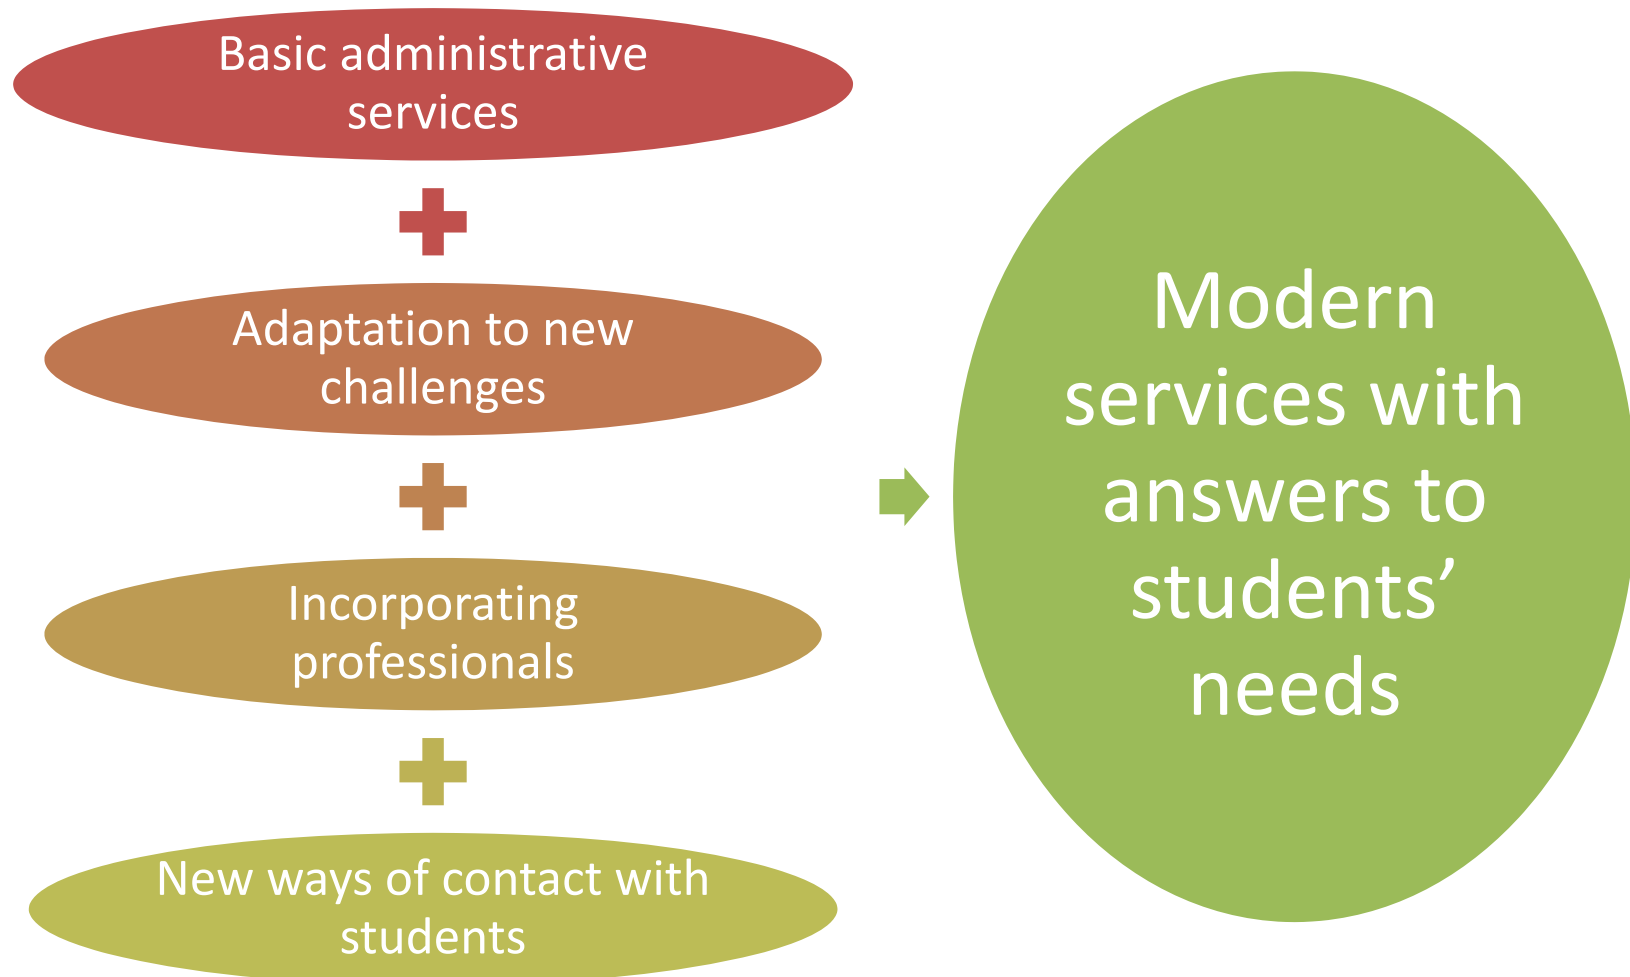 Basic administrative
services
Adaptation to new
challenges
Incorporating
professionals
New ways of contact with
students
Modern
services with
answers to
students’
needs